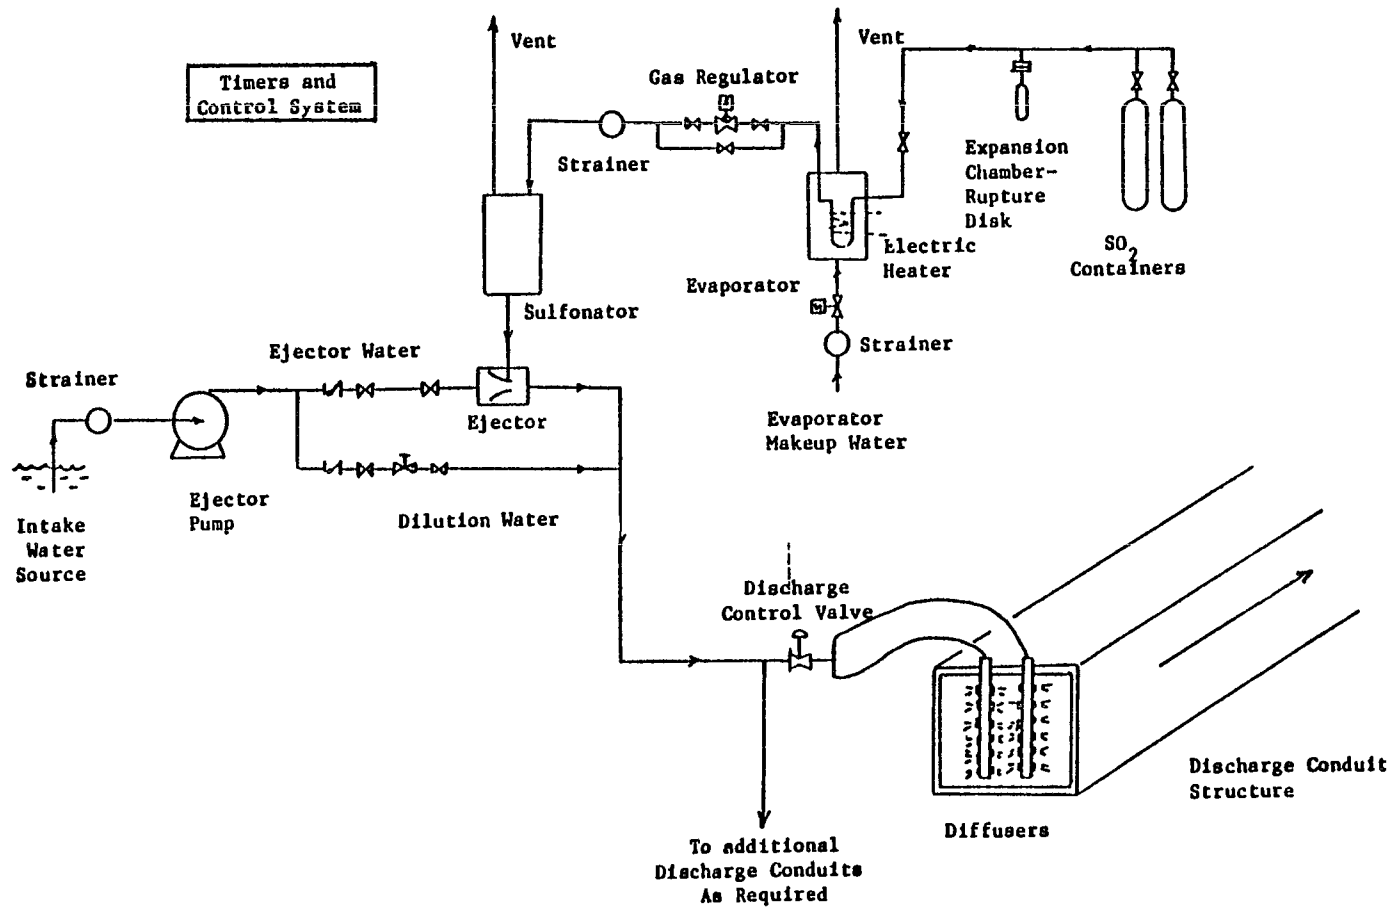 Vent
Vent
Timers and
Control System
Gas Regulator
Strainer
Expansion
Chamber-
Rupture
Disk
SO2
Containers
Electric
Heater
Evaporator
Sulfonator
Strainer
Ejector Water
Strainer
Ejector
Evaporator
Makeup Water
Ejector
Pump
Dilution Water
Intake
Water
Source
Discharge
Control Valve
Discharge Conduit
Structure
Diffusers
To additional
Discharge Conduits
As Required